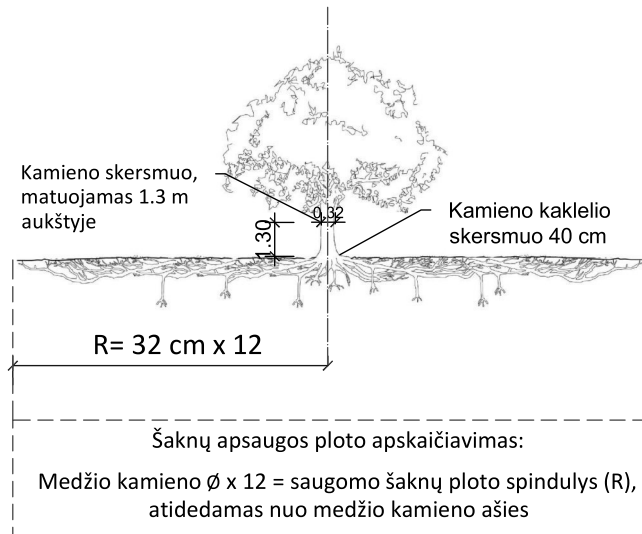 Kamieno skersmuo,
matuojamas 1.3 m
aukštyje
0,32
1.30
Kamieno kaklelio
skersmuo 40 cm
R= 32 cm x 12
Šaknų apsaugos ploto apskaičiavimas:
Medžio kamieno Ø x 12 = saugomo šaknų ploto spindulys (R),
atidedamas nuo medžio kamieno ašies